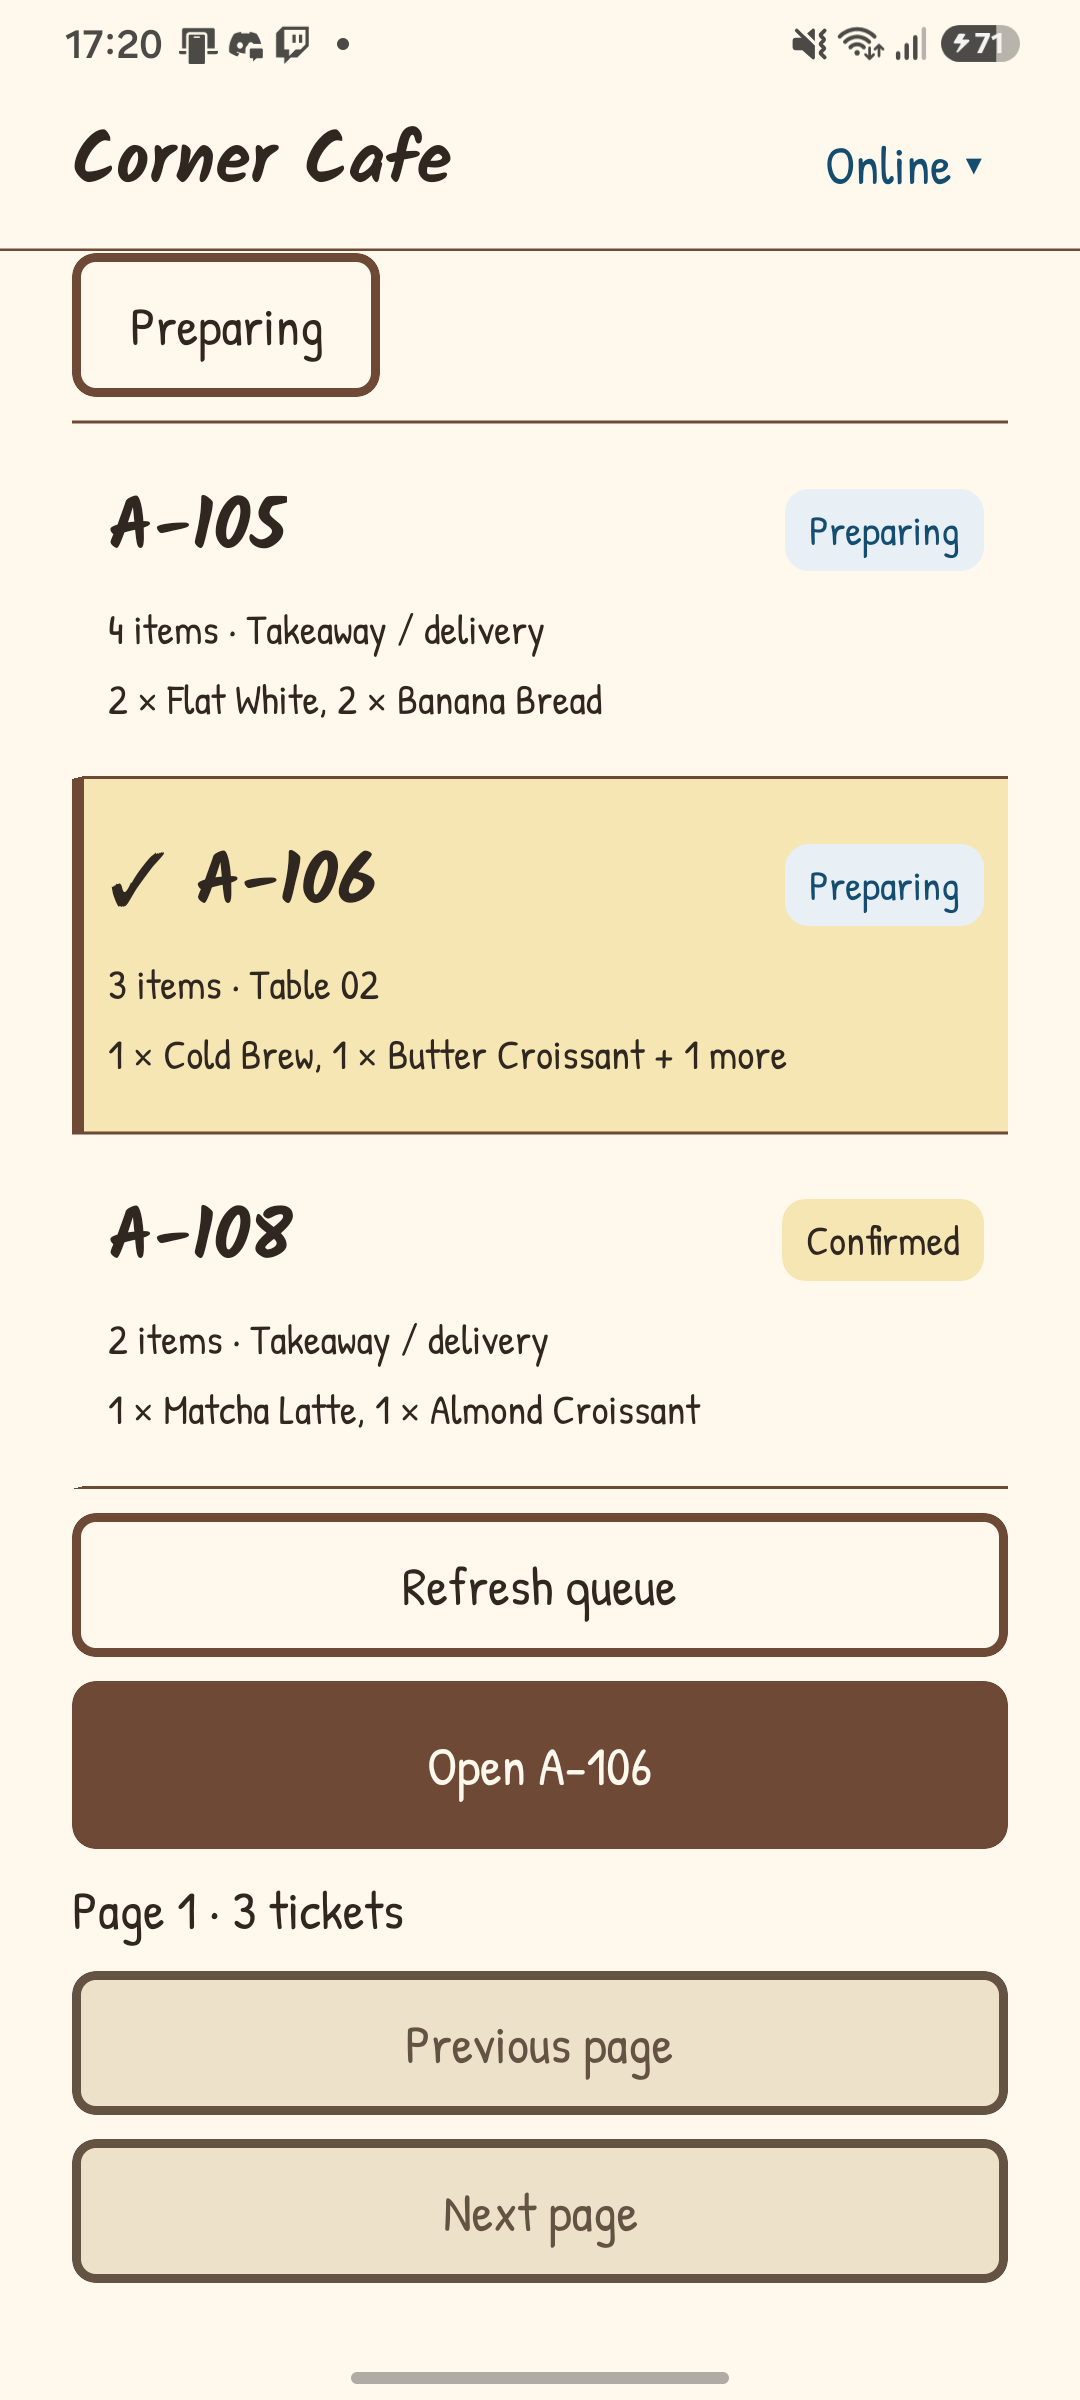 17:20
71
Corner Cafe
Online ▼
Preparing
A-105
Preparing
4 items · Takeaway / delivery
2 × Flat White, 2 × Banana Bread
✓ A-106
Preparing
3 items · Table 02
1 × Cold Brew, 1 × Butter Croissant + 1 more
A-108
Confirmed
2 items · Takeaway / delivery
1 × Matcha Latte, 1 × Almond Croissant
Refresh queue
Open A-106
Page 1 · 3 tickets
Previous page
Next page